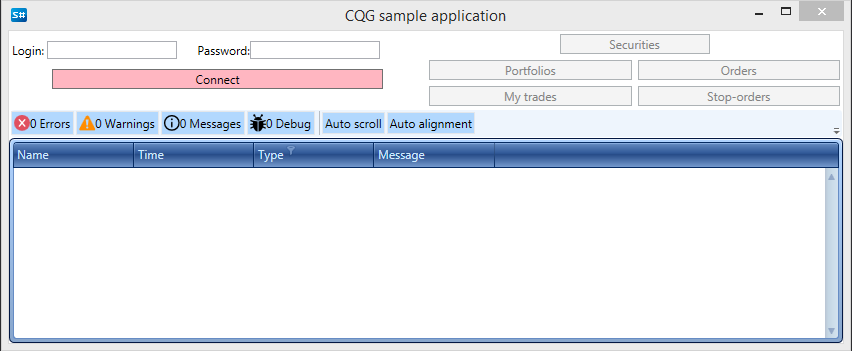 S#
CQG sample application
Login:
Password:
Connect
Securities
Portfolios
Orders
My trades
Stop-orders
0 Errors
0 Warnings
0 Messages
0 Debug
Auto scroll
Auto alignment
Name
Time
Type
Message